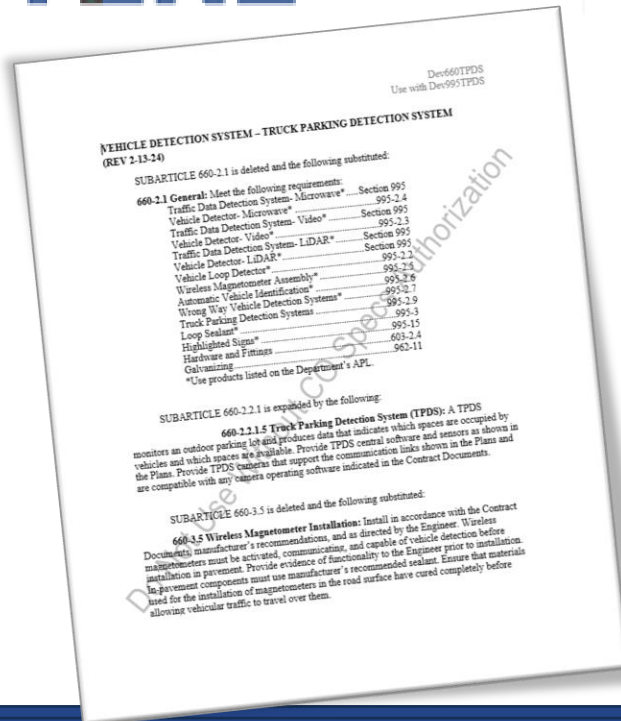 Dev660TPDS
Use with Dev995TPDS
VEHICLE DETECTION SYSTEM – TRUCK PARKING DETECTION SYSTEM
(REV 2-13-24)
SUBARTICLE 660-2.1 is deleted and the following substituted:
660-2.1 General: Meet the following requirements:
Traffic Data Detection System- Microwave*.....Section 995
Vehicle Detector- Microwave*.....995-2.4
Traffic Data Detection System- Video*.....Section 995
Vehicle Detector- Video*.....995-2.3
Traffic Data Detection System- LiDAR*.....Section 995
Vehicle Detector- LiDAR*.....Section 995
Vehicle Loop Detector*.....995-2.2
Wireless Magnetometer Assembly*.....995-2.5
Automatic Vehicle Identification*.....995-2.6
Wrong Way Vehicle Detection Systems*.....995-2.7
Truck Parking Detection Systems.....995-2.9
Loop Sealant*.....995-3
Highlighted Signs*.....995-15
Hardware and Fittings.....603-2.4
Galvanizing.....962-11
*Use products listed on the Department's APL.
SUBARTICLE 660-2.2.1 is expanded by the following:
660-2.2.1.5 Truck Parking Detection System (TPDS): A TPDS
monitors an outdoor parking lot and produces data that indicates which spaces are occupied by
vehicles and which spaces are available. Provide TPDS central software and sensors as shown in
the Plans. Provide TPDS cameras that support the communication links shown in the Plans and
are compatible with any camera operating software indicated in the Contract Documents.
SUBARTICLE 660-3.5 is deleted and the following substituted:
660-3.5 Wireless Magnetometer Installation: Install in accordance with the Contract
Documents, manufacturer's recommendations, and as directed by the Engineer. Wireless
magnetometers must be activated, communicating, and capable of vehicle detection before
installation in pavement. Provide evidence of functionality to the Engineer prior to installation.
In-pavement components must use manufacturer's recommended sealant. Ensure that materials
used for the installation of magnetometers in the road surface have cured completely before
allowing vehicular traffic to travel over them.
Do Not Use Without CO Specs Authorization